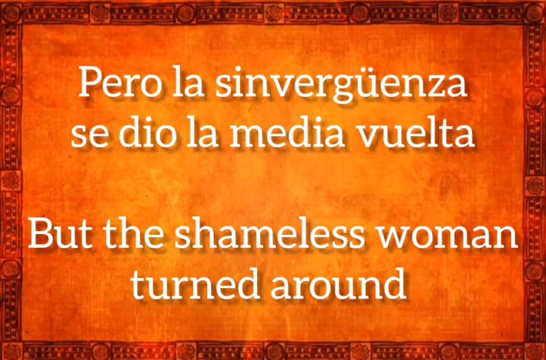 Pero la sinvergüenza
se dio la media vuelta
But the shameless woman
turned around